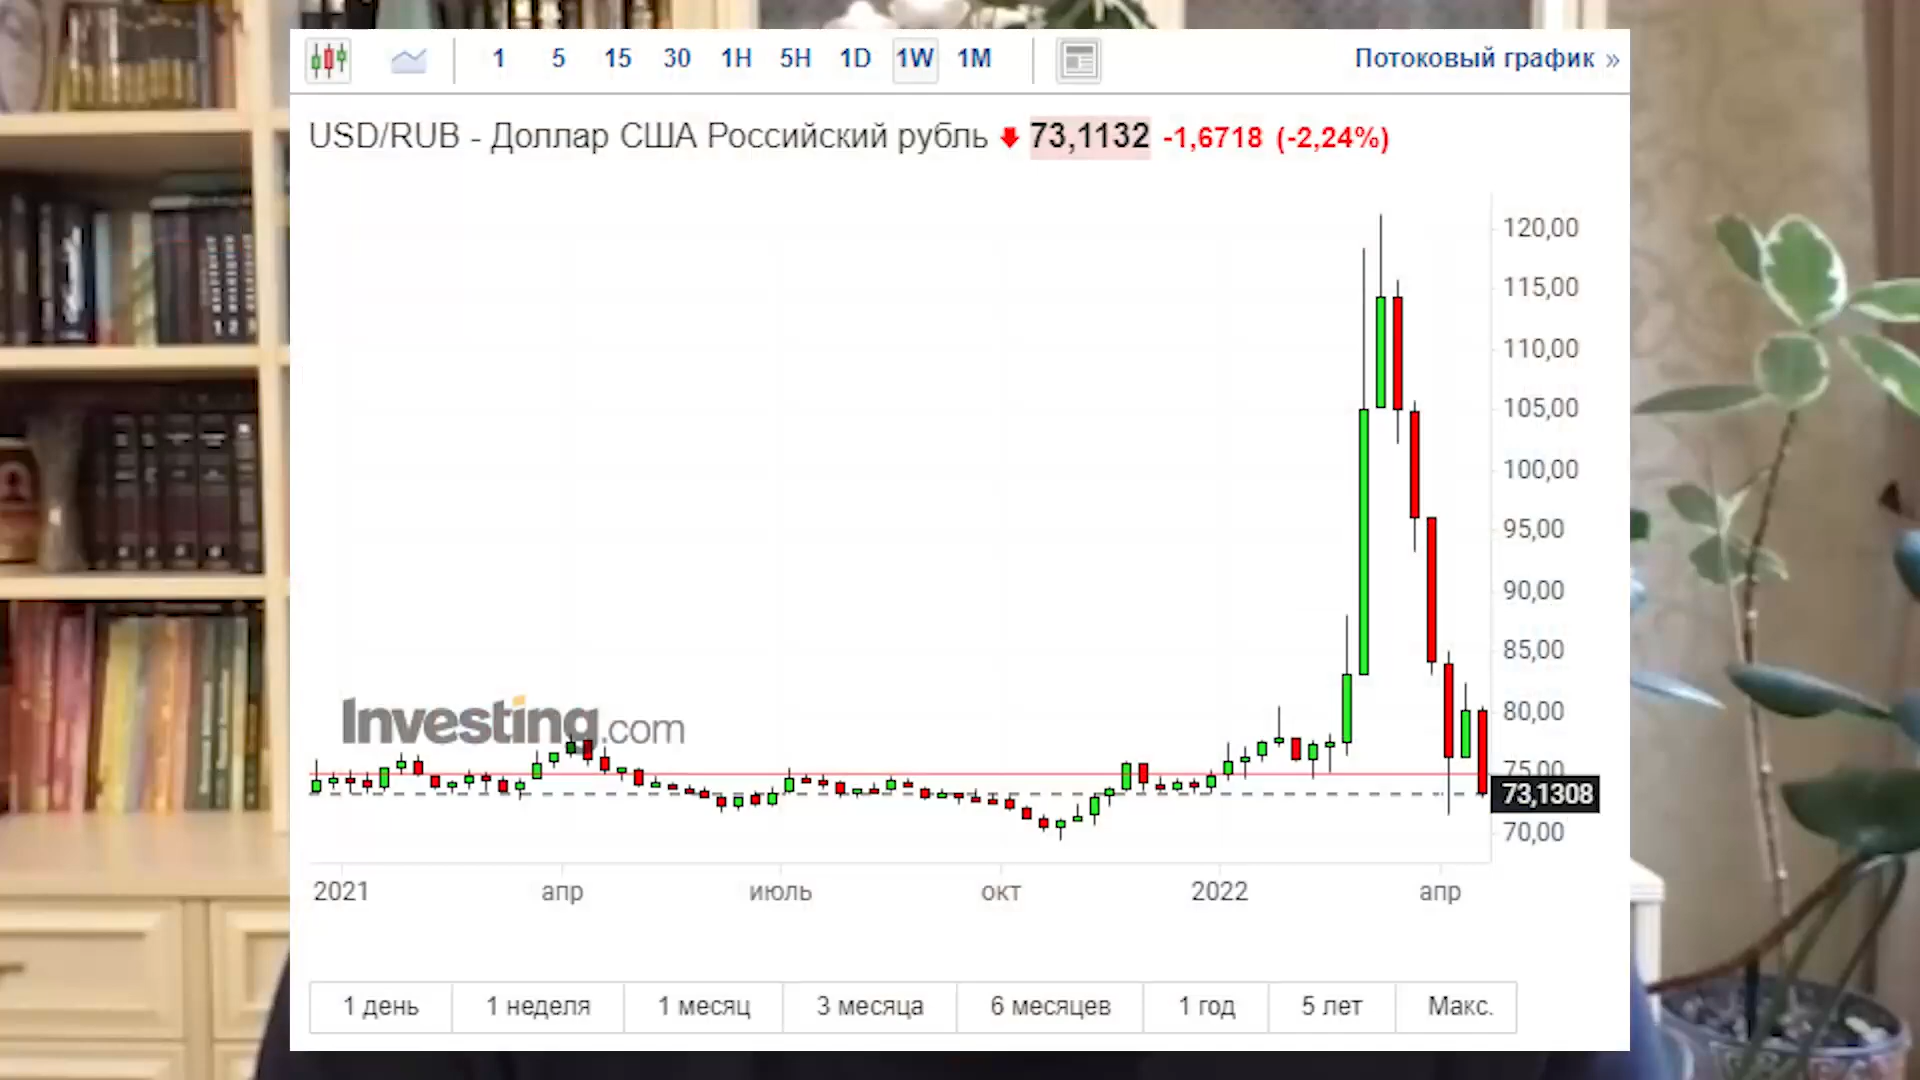 1 5 15 30 1H 5H 1D 1W 1M Потоковый график »
USD/RUB - Доллар США Российский рубль 73,1132 -1,6718 (-2,24%)
120,00
115,00
110,00
105,00
100,00
95,00
90,00
85,00
80,00
75,00
73,1308
70,00
Investing.com
2021 апр июль окт 2022 апр
1 день 1 неделя 1 месяц 3 месяца 6 месяцев 1 год 5 лет Макс.